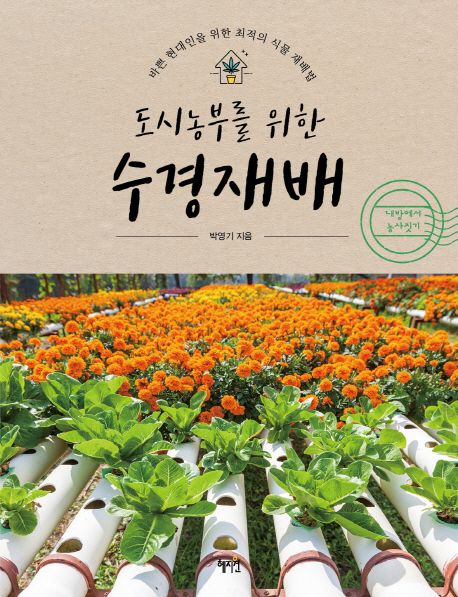 바쁜 현대인을 위한 최적의 식물 재배법
도시농부를 위한
수경재배
박영기 지음
내방에서
농사짓기
해지원